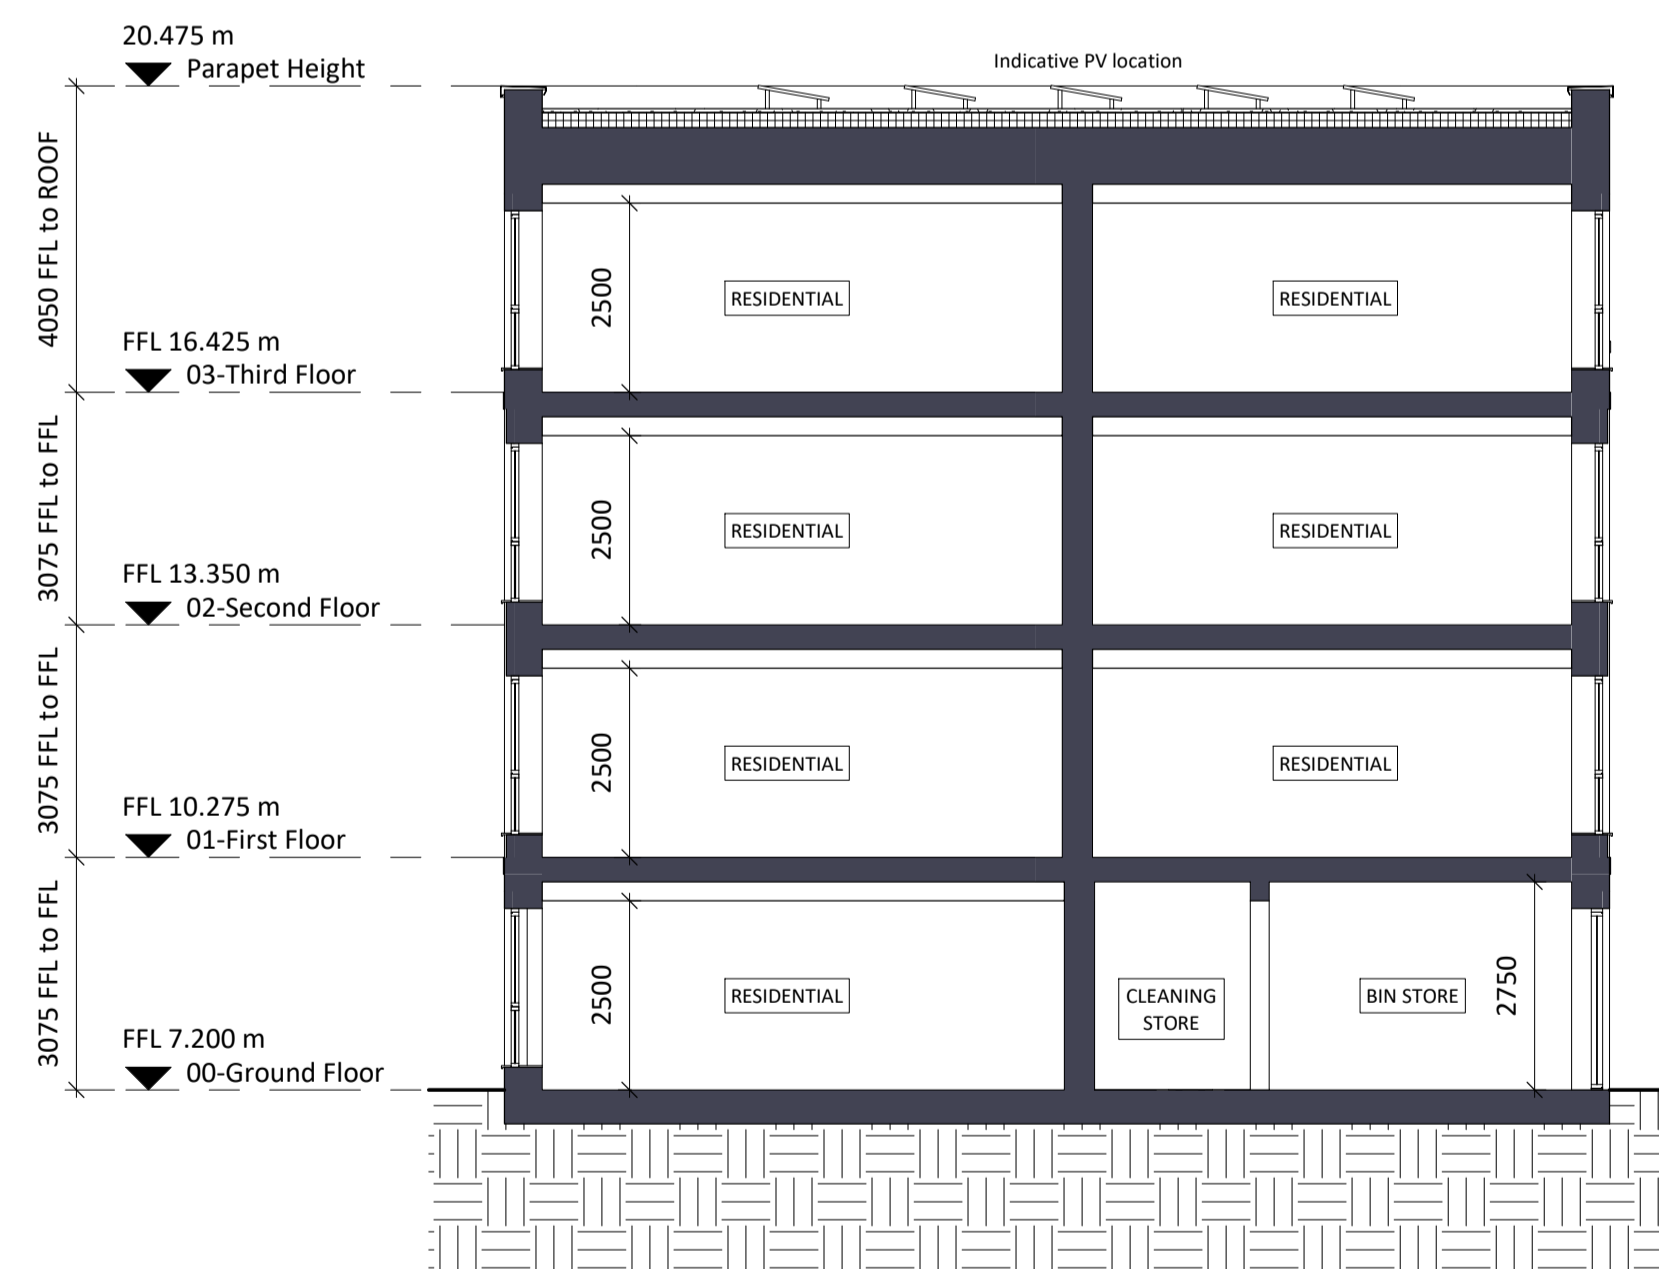 20.475 m
Parapet Height
Indicative PV location
4050 FFL to ROOF
2500
RESIDENTIAL
RESIDENTIAL
FFL 16.425 m
03-Third Floor
3075 FFL to FFL
2500
RESIDENTIAL
RESIDENTIAL
FFL 13.350 m
02-Second Floor
3075 FFL to FFL
2500
RESIDENTIAL
RESIDENTIAL
FFL 10.275 m
01-First Floor
3075 FFL to FFL
2500
RESIDENTIAL
CLEANING
STORE
BIN STORE
2750
FFL 7.200 m
00-Ground Floor